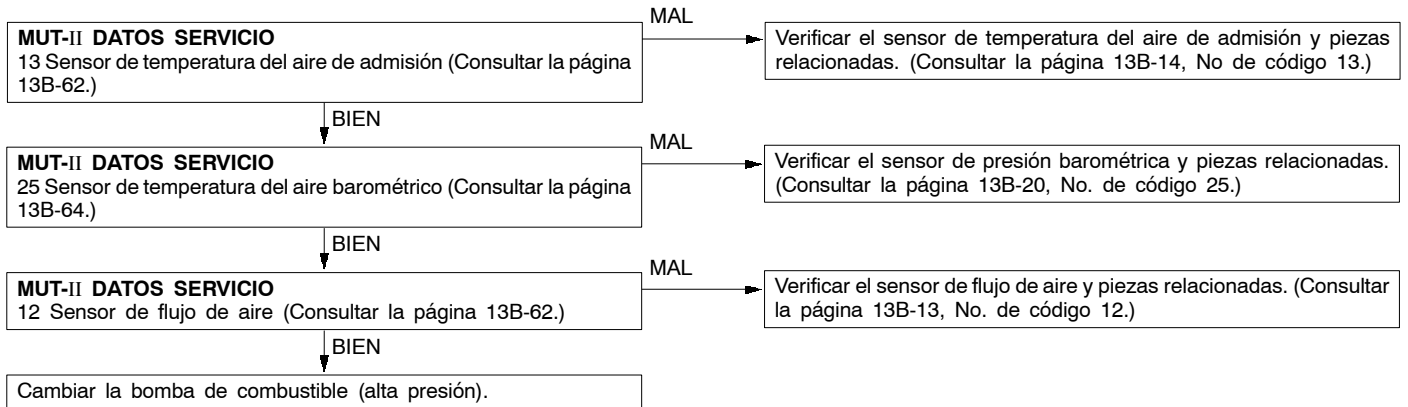 MUT-II DATOS SERVICIO
13 Sensor de temperatura del aire de admisión (Consultar la página
13B-62.)
MAL
Verificar el sensor de temperatura del aire de admisión y piezas
relacionadas. (Consultar la página 13B-14, No de código 13.)
BIEN
MUT-II DATOS SERVICIO
25 Sensor de temperatura del aire barométrico (Consultar la página
13B-64.)
MAL
Verificar el sensor de presión barométrica y piezas relacionadas.
(Consultar la página 13B-20, No. de código 25.)
BIEN
MUT-II DATOS SERVICIO
12 Sensor de flujo de aire (Consultar la página 13B-62.)
MAL
Verificar el sensor de flujo de aire y piezas relacionadas. (Consultar
la página 13B-13, No. de código 12.)
BIEN
Cambiar la bomba de combustible (alta presión).